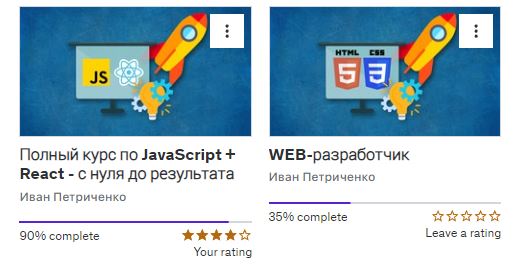 JS
Полный курс по JavaScript +
React - с нуля до результата
Иван Петриченко
90% complete
Your rating
HTML CSS
5 3
WEB-разработчик
Иван Петриченко
35% complete
Leave a rating